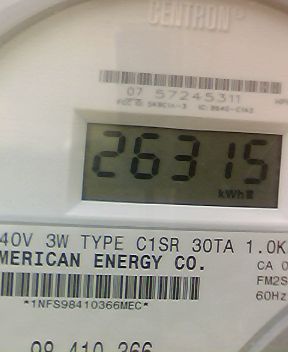 CENTRON®
07 57245311
26315
kWh
40V 3W TYPE C1SR 30TA 1.0K
MERICAN ENERGY CO.
CA 0
FM2S
60Hz
*1NFS98410366MEC*
98 410 366